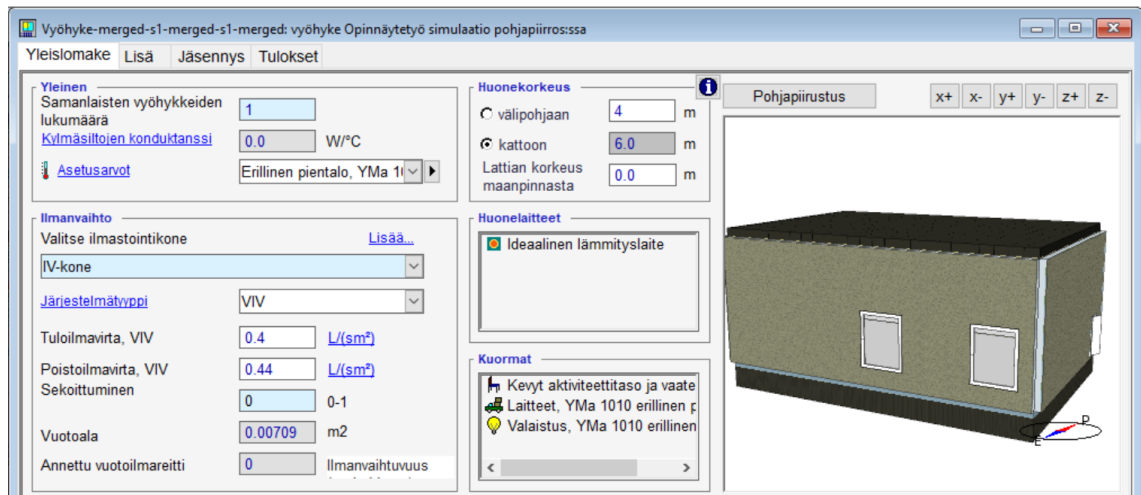 Vyöhyke-merged-s1-merged-s1-merged: vyöhyke Opinnäytetyö simulaatio pohjapiirros:ssa
Yleislomake Lisä Jäsennys Tulokset
Yleinen
Samanlaisten vyöhykkeiden
lukumäärä 1
Kylmäsiltojen konduktanssi 0.0 W/°C
Asetusarvot Erillinen pientalo, YMa 1(
Ilmanvaihto
Valitse ilmastointikone Lisää...
IV-kone
Järjestelmätyyppi VIV
Tuloilmavirta, VIV 0.4 L/(sm²)
Poistoilmavirta, VIV 0.44 L/(sm²)
Sekoittuminen 0 0-1
Vuotoala 0.00709 m2
Annettu vuotoilmareitti 0 Ilmanvaihtuvuus
Huonekorkeus
välipohjaan 4 m
kattoon 6.0 m
Lattian korkeus
maanpinnasta 0.0 m
Huonelaitteet
Ideaalinen lämmityslaite
Kuormat
Kevyt aktiviteettitaso ja vaate
Laitteet, YMa 1010 erillinen p
Valaistus, YMa 1010 erillinen
Pohjapiirustus x+ x- y+ y- z+ z-
P
E